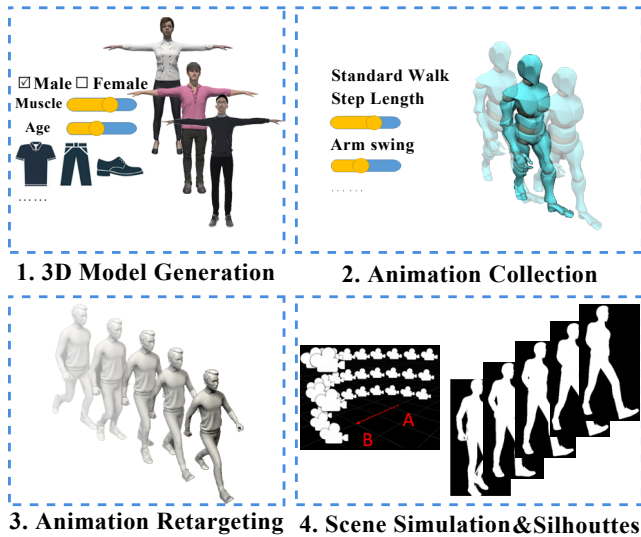 ☑Male☐Female
Muscle
Age
......
1. 3D Model Generation
Standard Walk
Step Length
Arm swing
......
2. Animation Collection
3. Animation Retargeting
A
B
4. Scene Simulation&Silhouttes